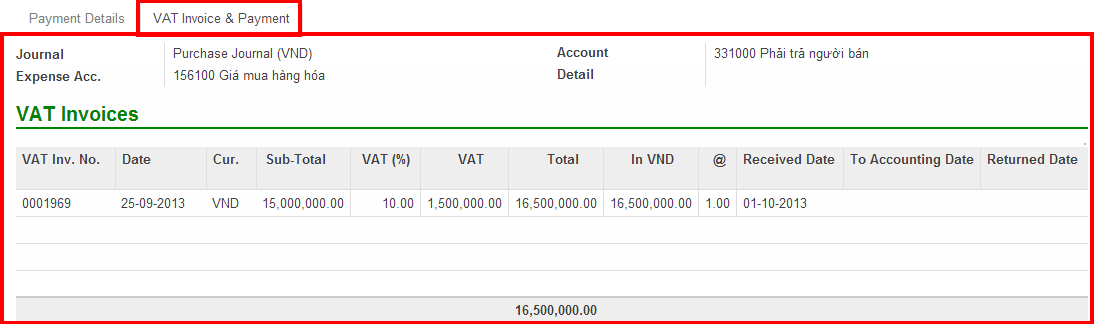 Payment Details VAT Invoice & Payment
Journal Purchase Journal (VND) Account 331000 Phải trả người bán
Expense Acc. 156100 Giá mua hàng hóa Detail
VAT Invoices
VAT Inv. No. Date Cur. Sub-Total VAT (%) VAT Total In VND @ Received Date To Accounting Date Returned Date
0001969 25-09-2013 VND 15,000,000.00 10.00 1,500,000.00 16,500,000.00 16,500,000.00 1.00 01-10-2013
16,500,000.00